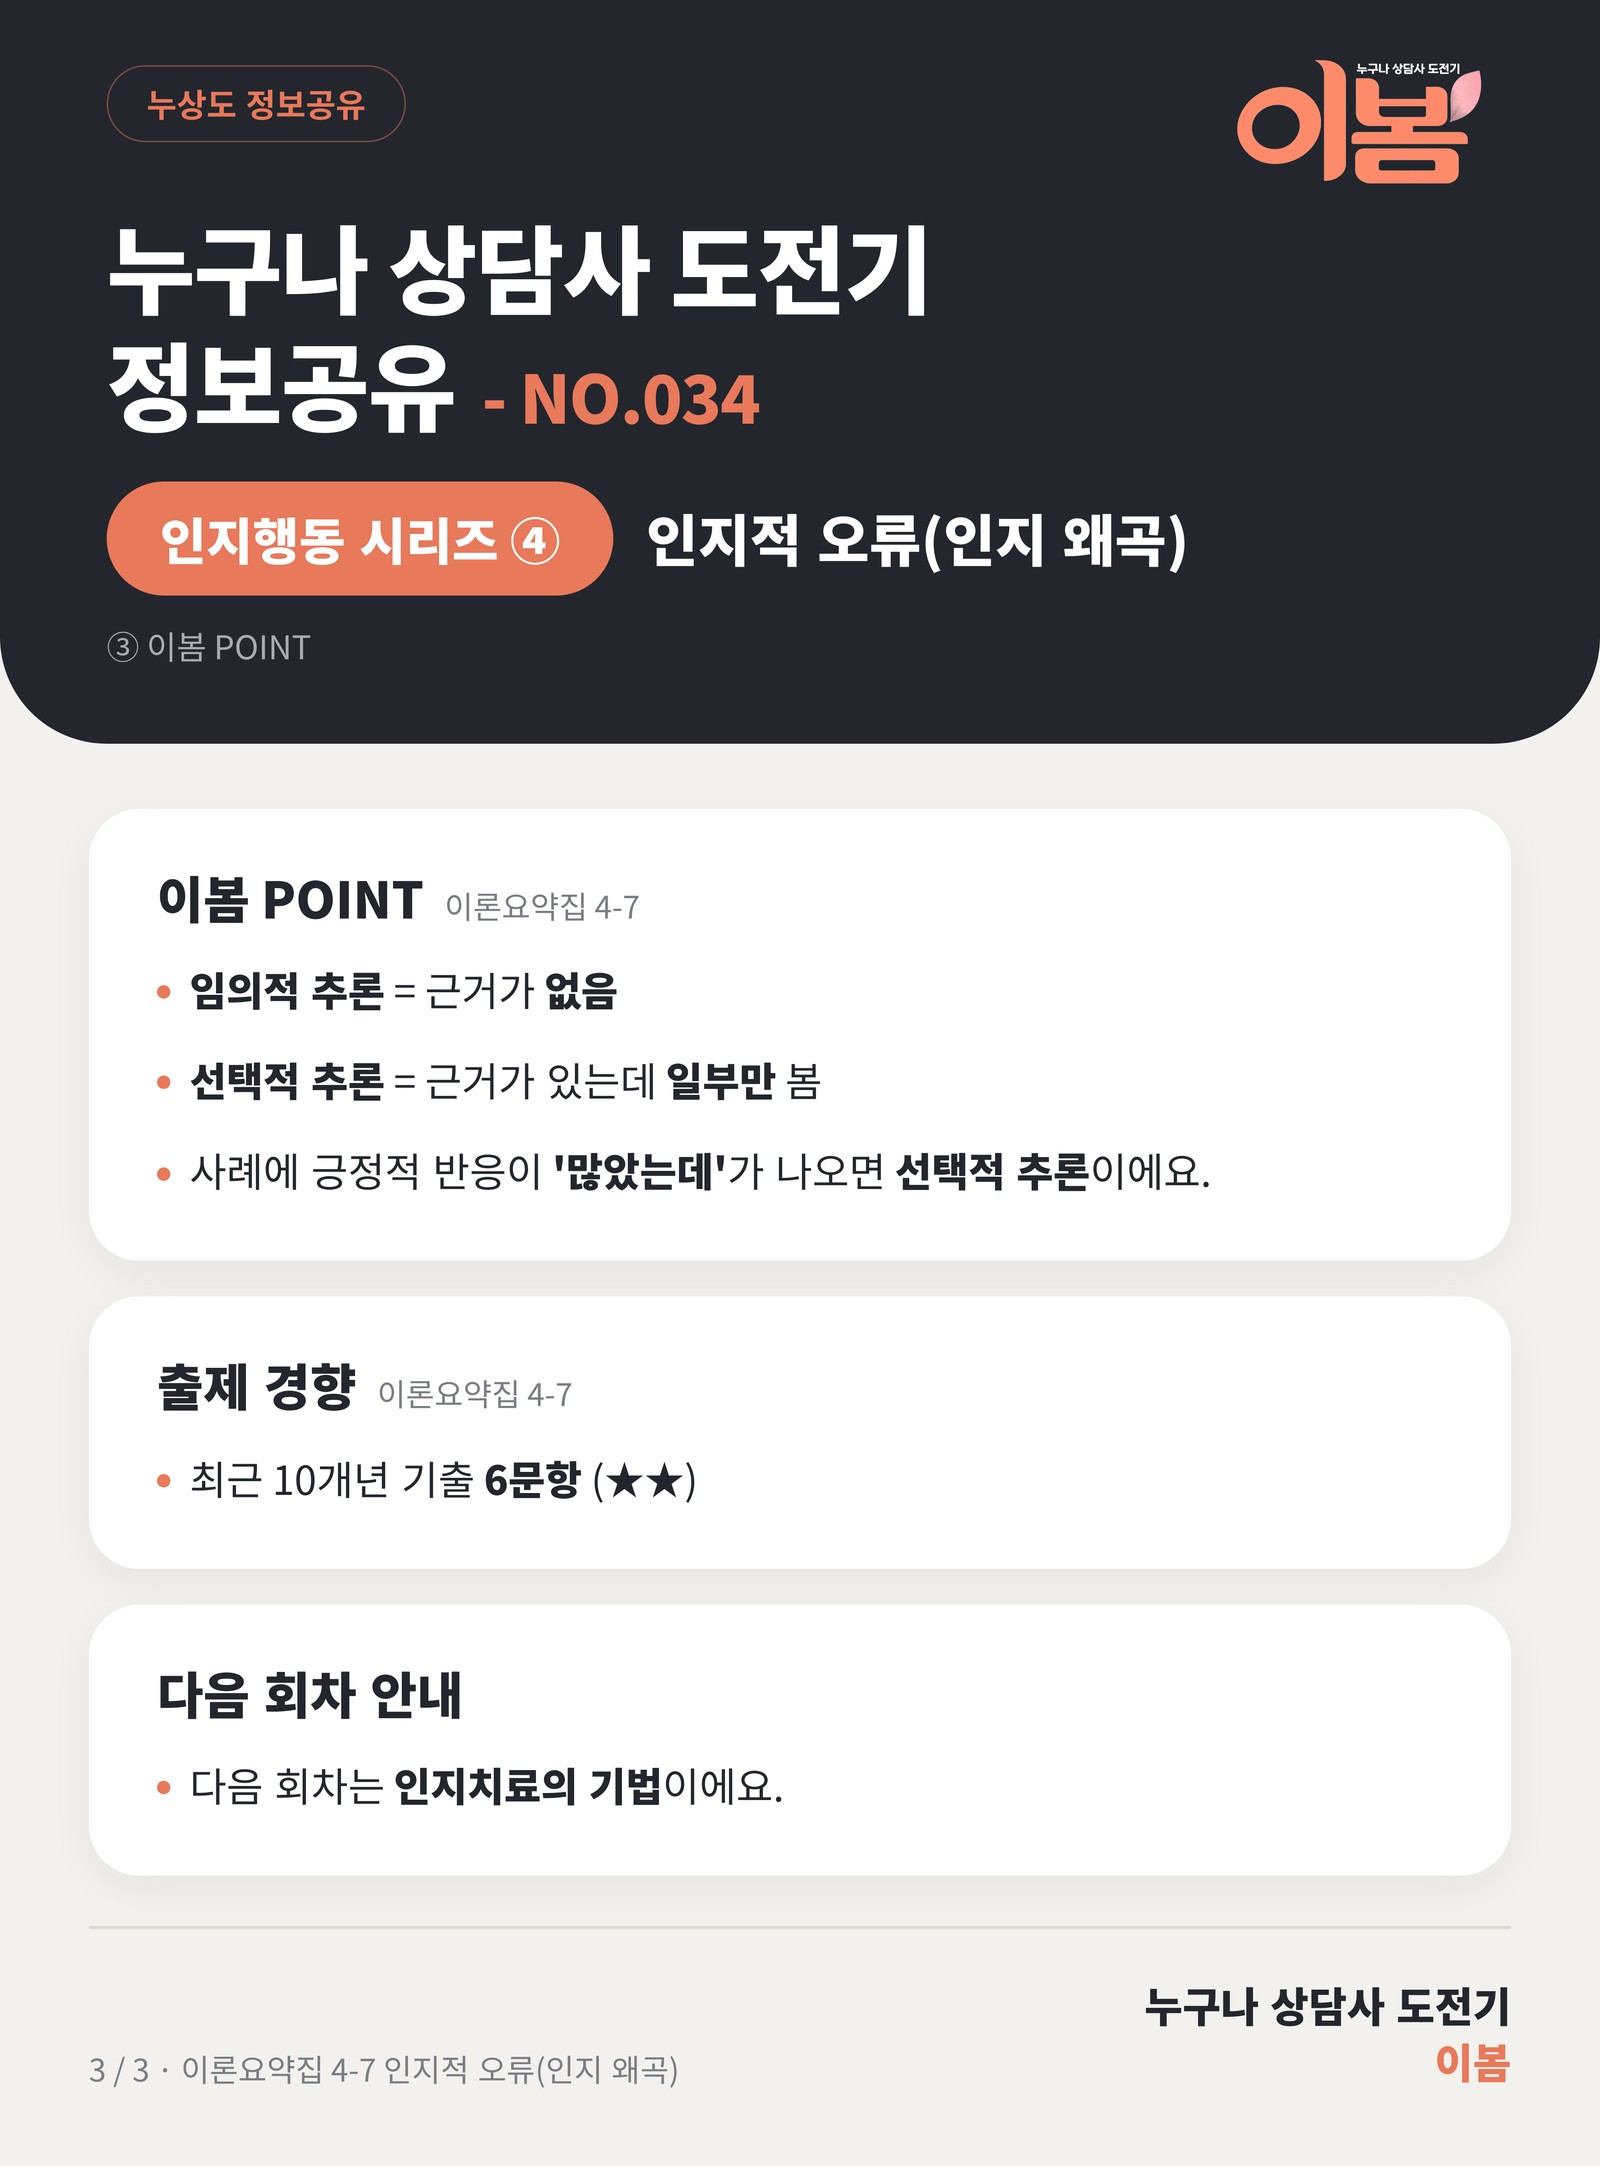 누상도 정보공유
누구나 상담사 도전기
이봄
누구나 상담사 도전기
정보공유 - NO.034
인지행동 시리즈 ④ 인지적 오류(인지 왜곡)
③ 이봄 POINT
이봄 POINT 이론요약집 4-7
• 임의적 추론 = 근거가 없음
• 선택적 추론 = 근거가 있는데 일부만 봄
• 사례에 긍정적 반응이 '많았는데'가 나오면 선택적 추론이에요.
출제 경향 이론요약집 4-7
• 최근 10개년 기출 6문항 (★★)
다음 회차 안내
• 다음 회차는 인지치료의 기법이에요.
누구나 상담사 도전기
3 / 3 · 이론요약집 4-7 인지적 오류(인지 왜곡)
이봄